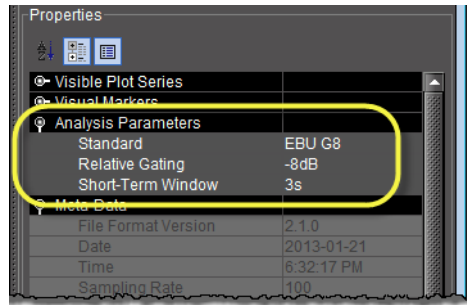 Properties
Visible Plot Series
Visual Markers
Analysis Parameters
Standard EBU G8
Relative Gating -8dB
Short-Term Window 3s
Meta-Data
File Format Version 2.1.0
Date 2013-01-21
Time 6:32:17 PM
Sampling Rate 100